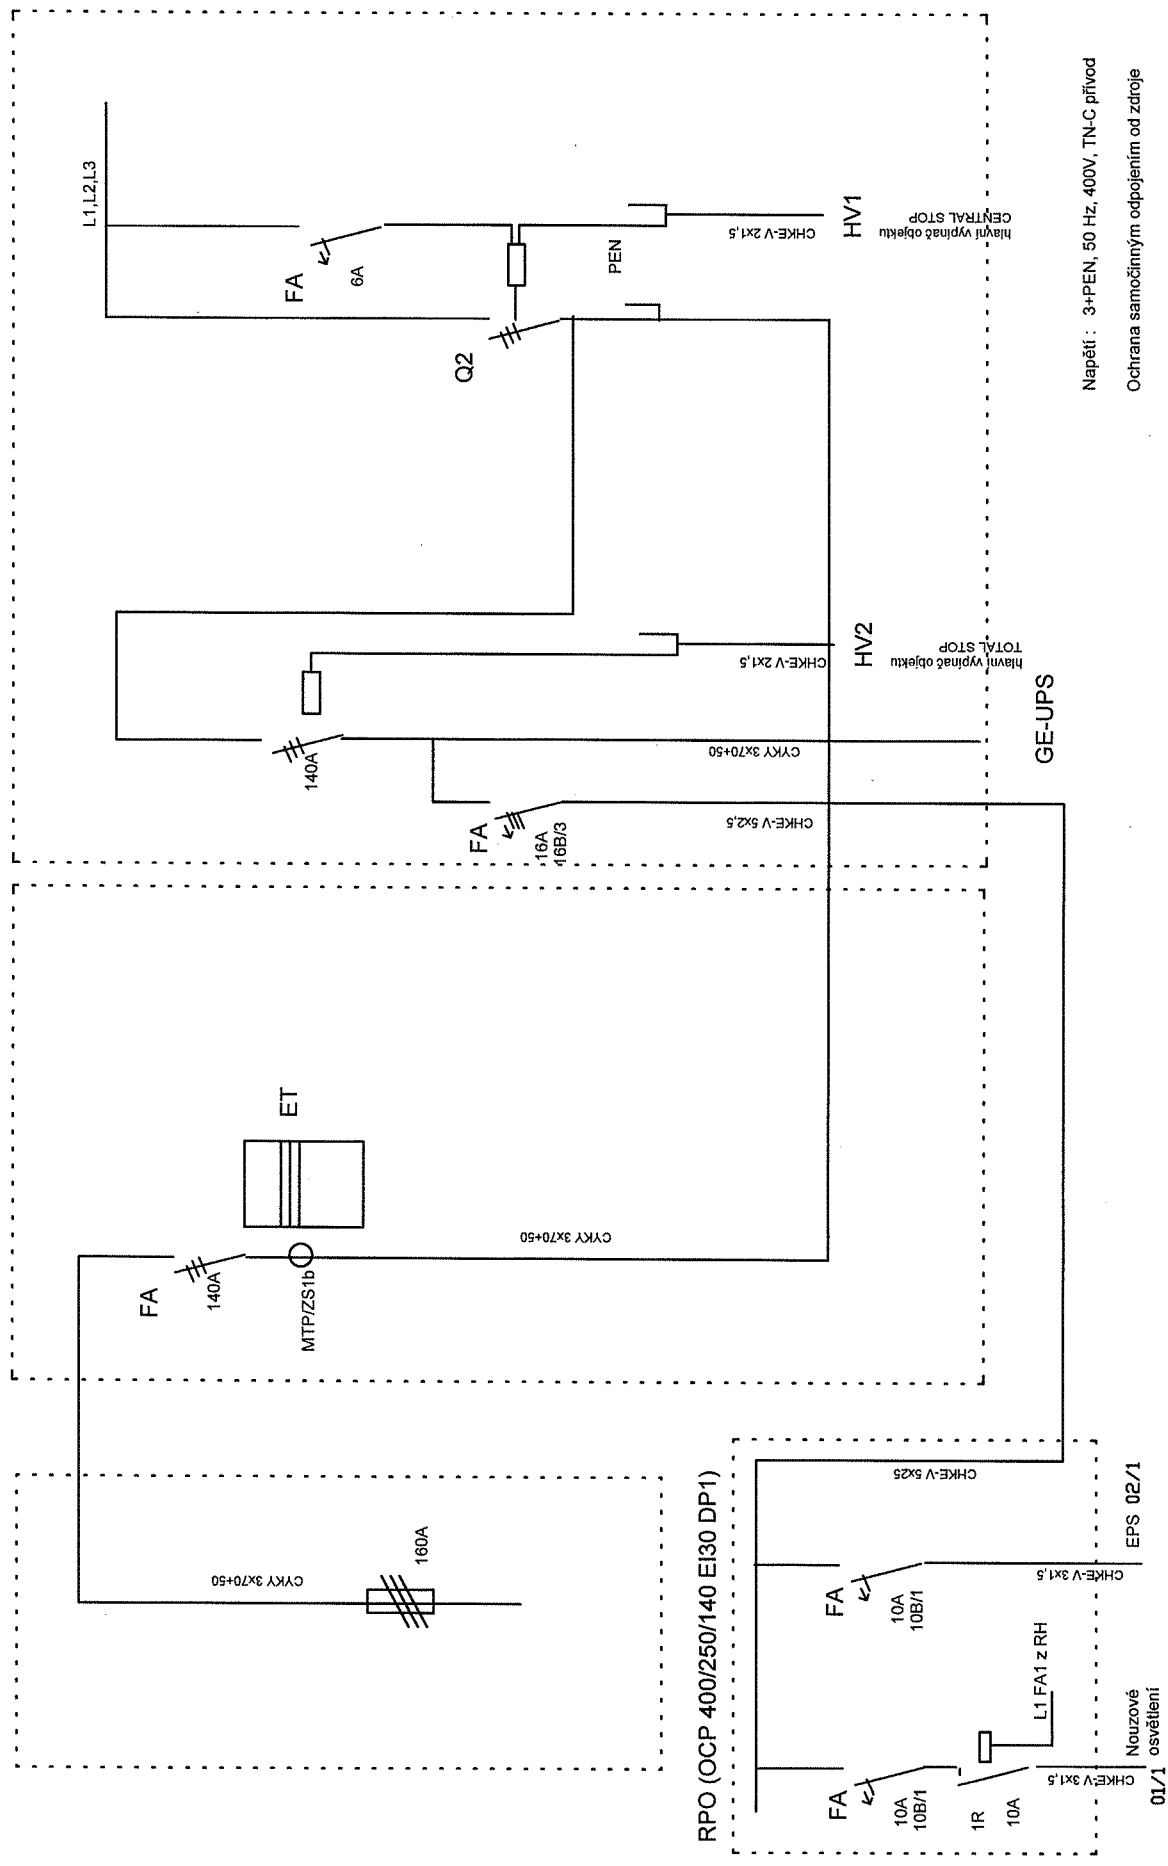 CYKY 3x70+50
160A
FA
140A
MTP/ZS1b
ET
CYKY 3x70+50
L1,L2,L3
FA
6A
PEN
CHKE-V 2x1,5
HV1
hlavní vypínač objektu
CENTRAL STOP
Q2
140A
CHKE-V 2x1,5
HV2
hlavní vypínač objektu
TOTAL STOP
CYKY 3x70+50
GE-UPS
FA
16A
16B/3
CHKE-V 5x2,5
RPO (OCP 400/250/140 EI30 DP1)
CHKE-V 5x25
FA
10A
10B/1
1R
10A
L1 FA1 z RH
CHKE-V 3x1,5
01/1
Nouzové
osvětlení
FA
10A
10B/1
CHKE-V 3x1,5
EPS 02/1
Napětí : 3+PEN, 50 Hz, 400V, TN-C přívod
Ochrana samočinným odpojením od zdroje